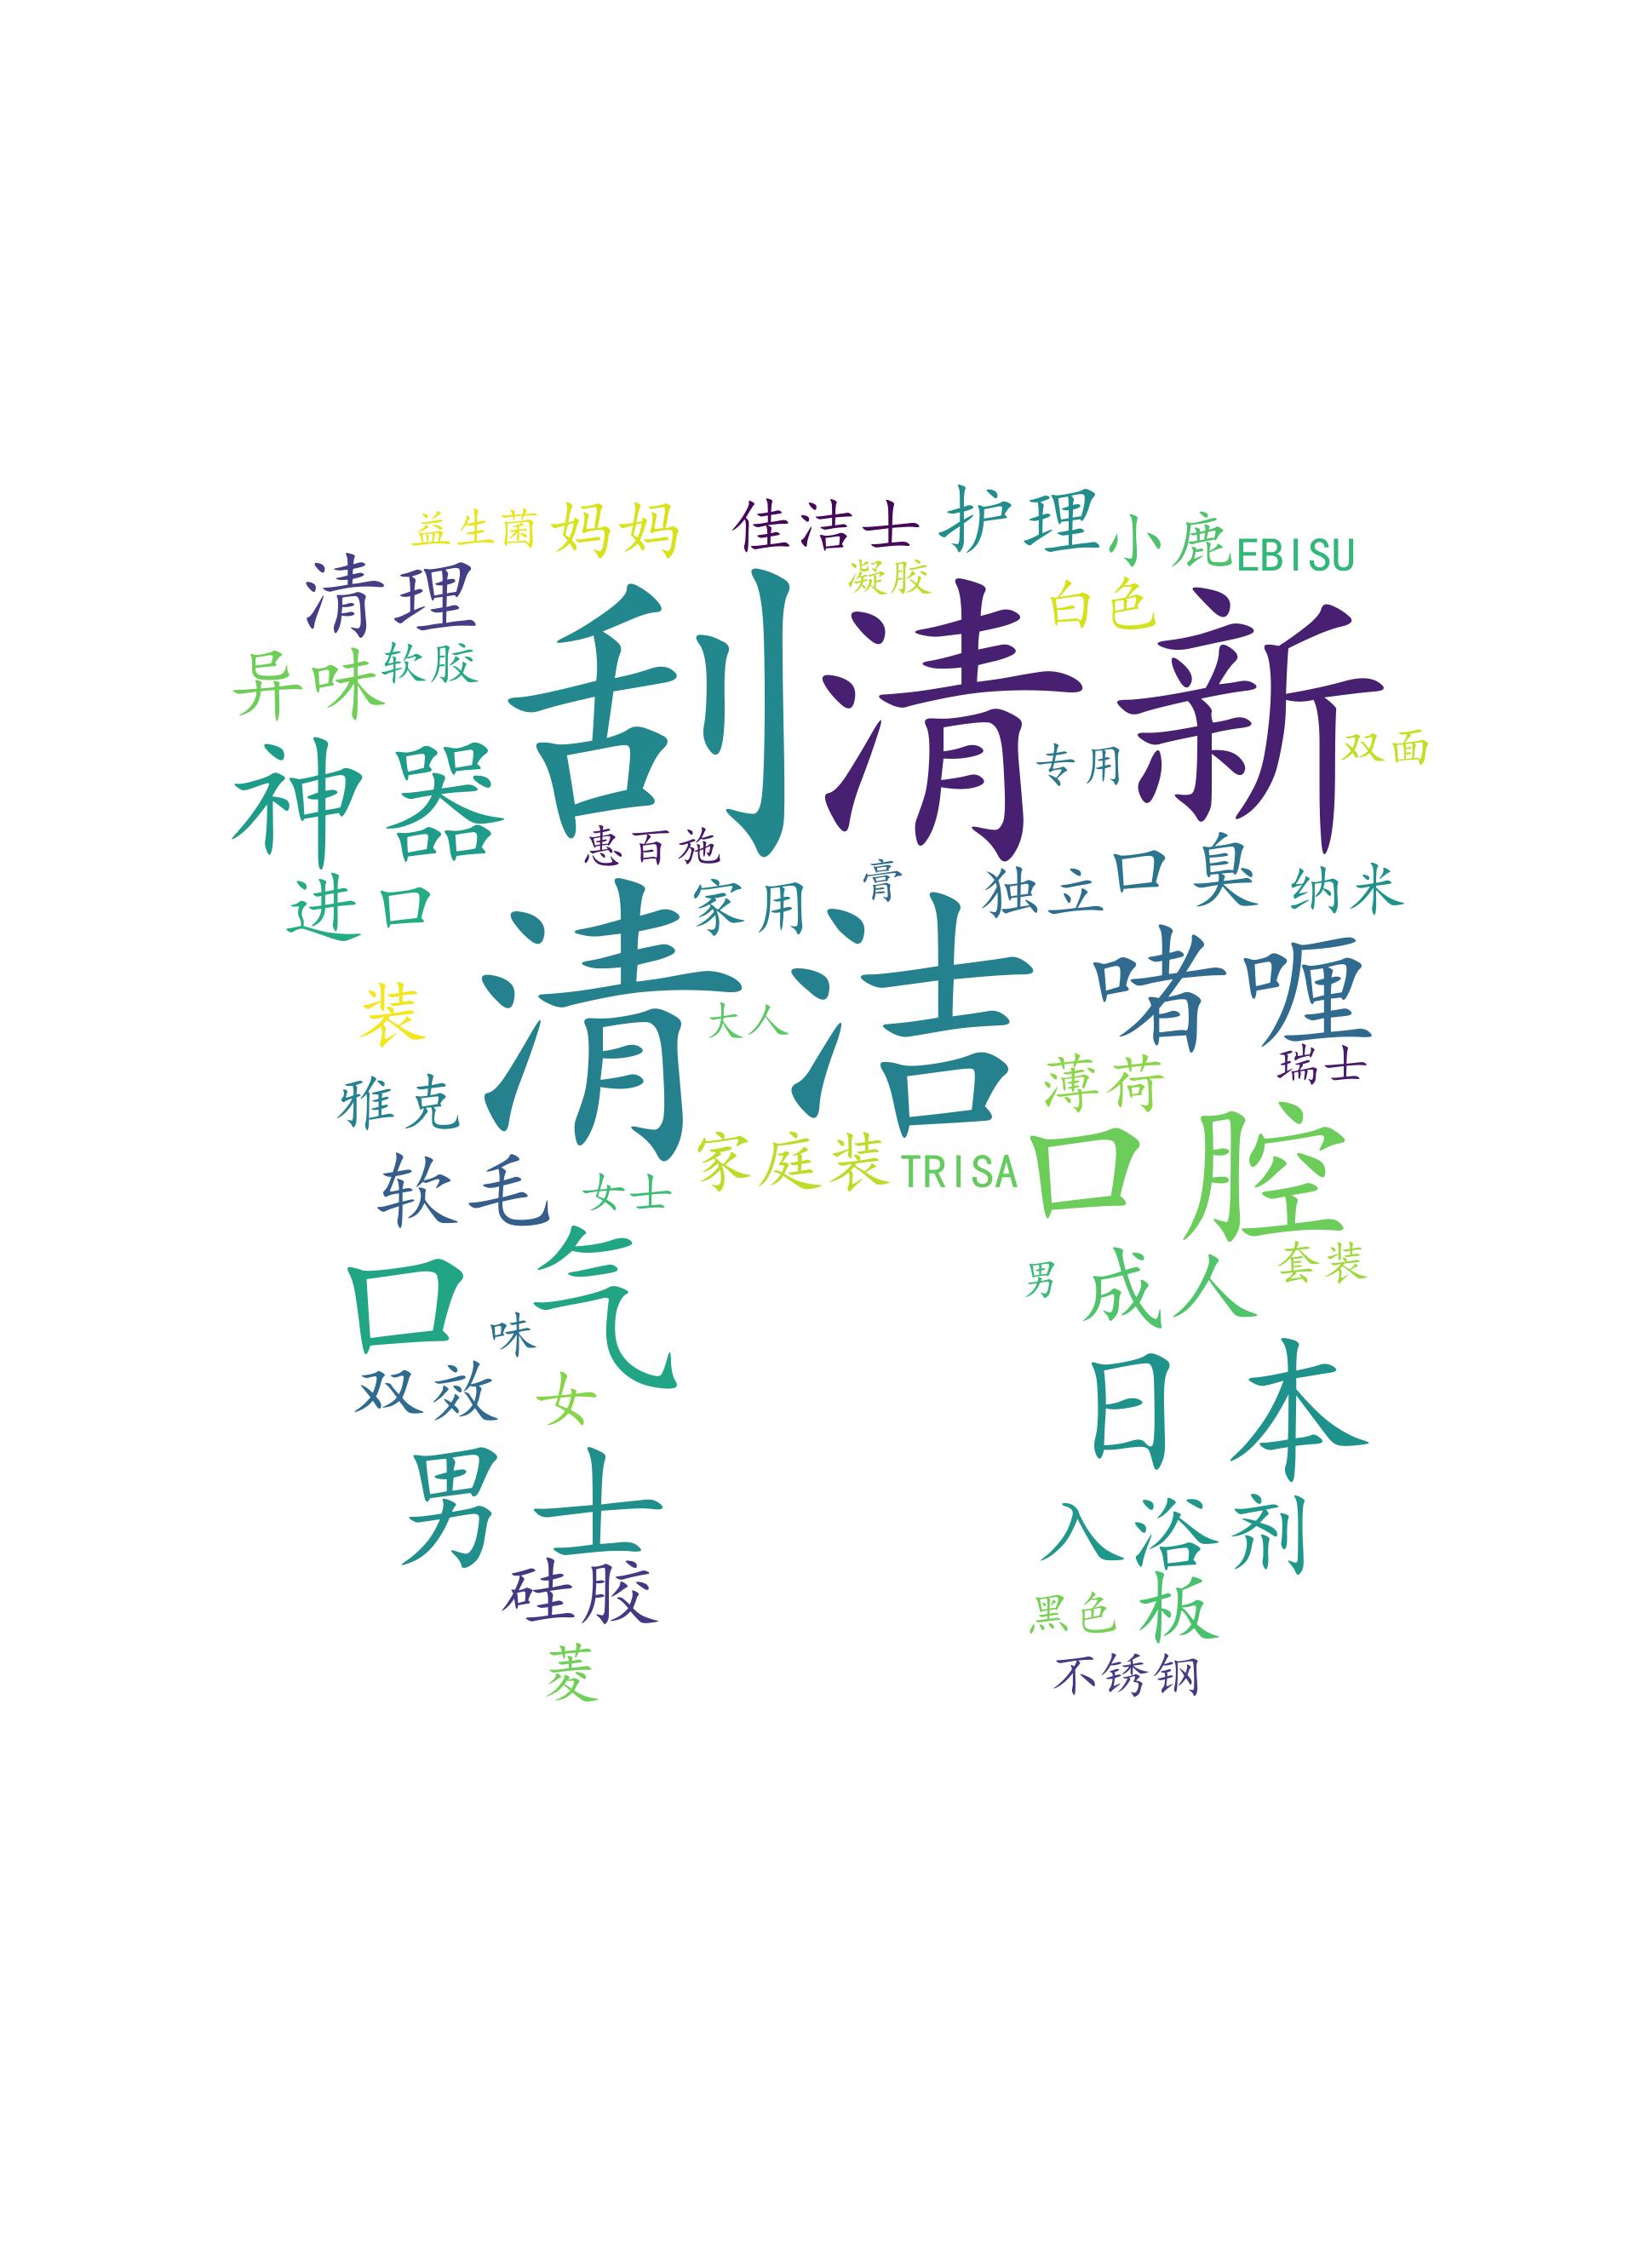 益生菌 妈妈 佳洁士 护理 小鹿 EBISU
清理 凝胶 白色
异味 软胶 刮 清新
神器 专用 双面
惠百施
进口 家用 膏 独立 口臭 纳米
清洁 啫喱
装 大人 瑞士
雅克 薄荷
软毛 女士 家庭装 TRISA 口腔
口气 男 成人 套装
味
双效 女 日本
男士 入浴剂
硅胶 黑色 板
菱 不锈钢